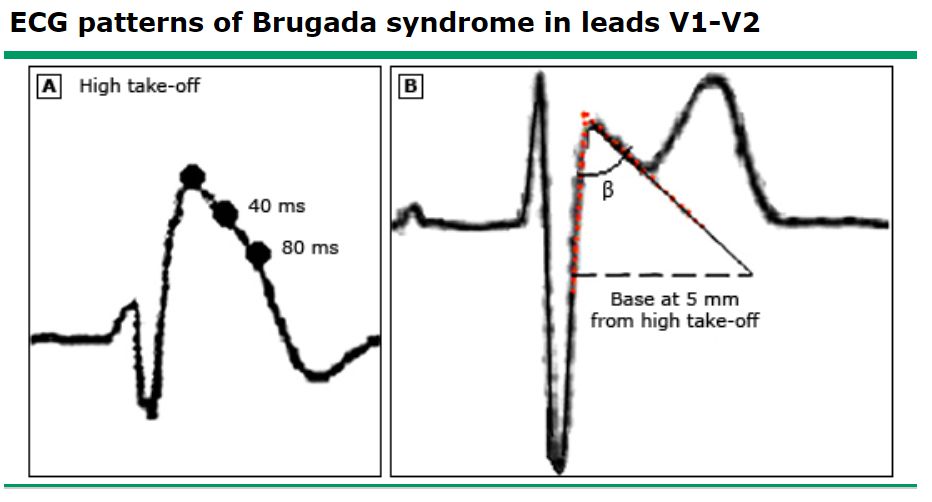 ECG patterns of Brugada syndrome in leads V1-V2
A High take-off
40 ms
80 ms
B
β
Base at 5 mm
from high take-off